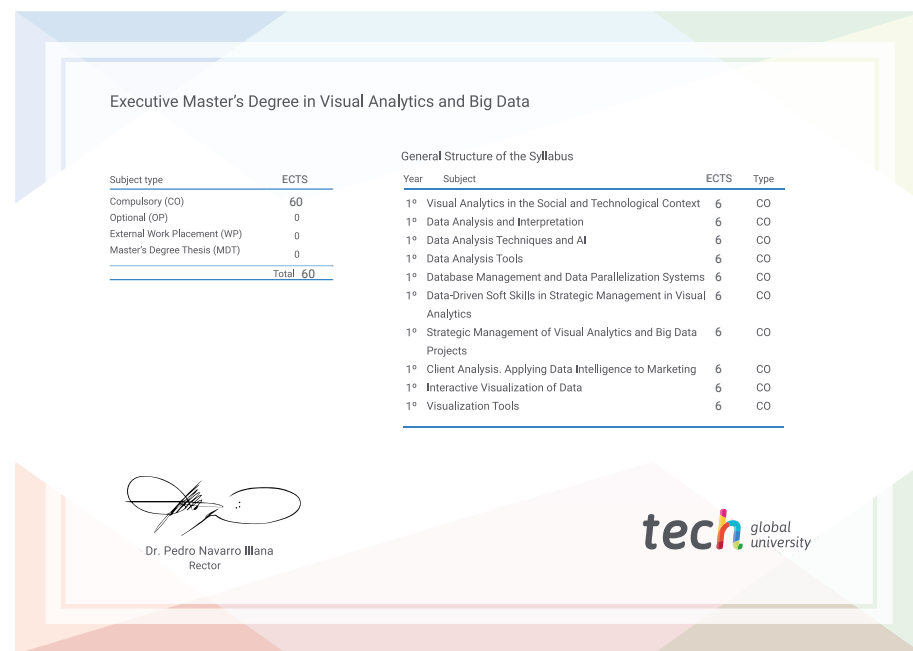 Executive Master's Degree in Visual Analytics and Big Data
Subject type ECTS
Compulsory (CO) 60
Optional (OP) 0
External Work Placement (WP) 0
Master's Degree Thesis (MDT) 0
Total 60
General Structure of the Syllabus
Year Subject ECTS Type
1º Visual Analytics in the Social and Technological Context 6 CO
1º Data Analysis and Interpretation 6 CO
1º Data Analysis Techniques and AI 6 CO
1º Data Analysis Tools 6 CO
1º Database Management and Data Parallelization Systems 6 CO
1º Data-Driven Soft Skills in Strategic Management in Visual 6 CO
Analytics
1º Strategic Management of Visual Analytics and Big Data 6 CO
Projects
1º Client Analysis. Applying Data Intelligence to Marketing 6 CO
1º Interactive Visualization of Data 6 CO
1º Visualization Tools 6 CO
Dr. Pedro Navarro Illana
Rector
tech global
university